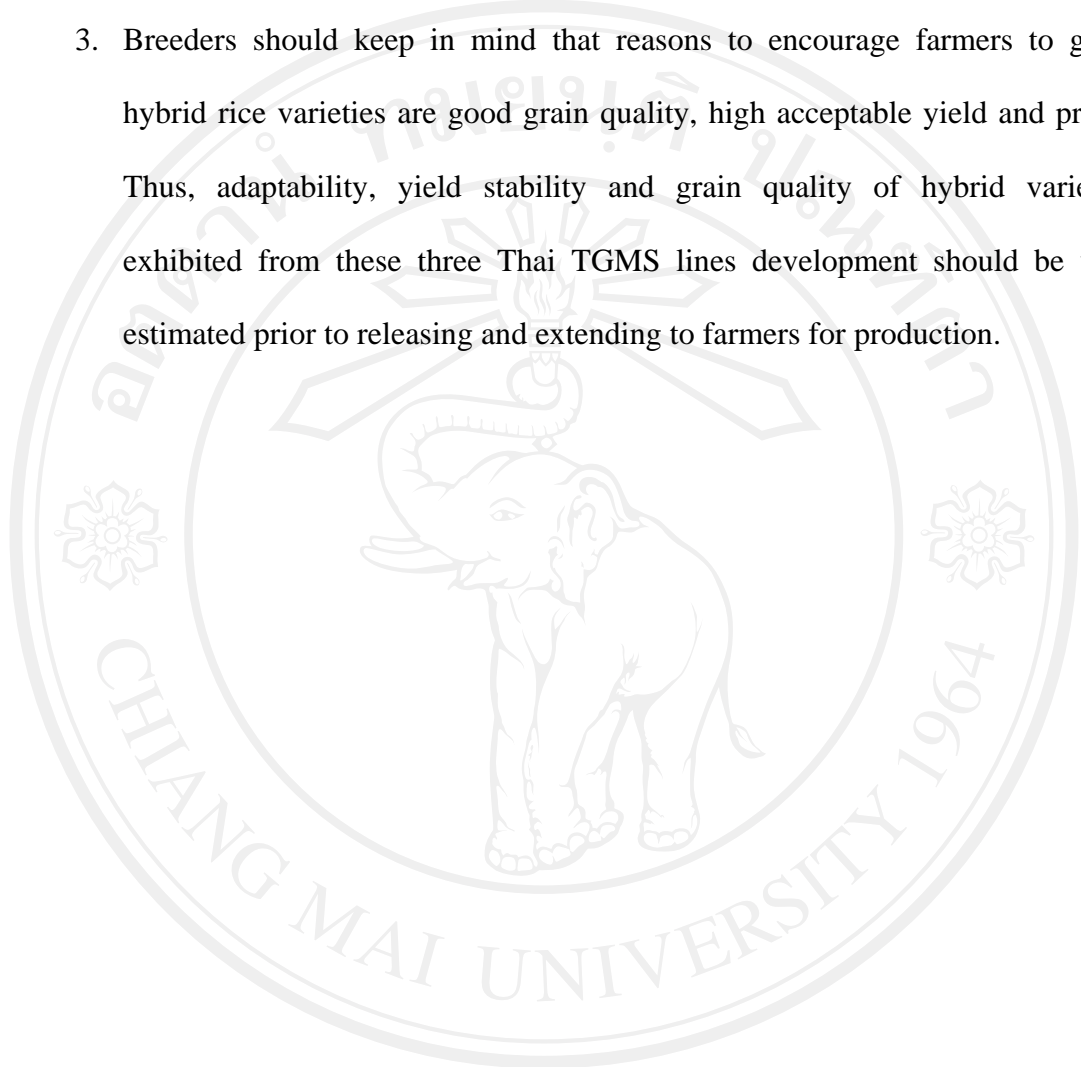 3. Breeders should keep in mind that reasons to encourage farmers to g
hybrid rice varieties are good grain quality, high acceptable yield and pr
Thus, adaptability, yield stability and grain quality of hybrid varie
exhibited from these three Thai TGMS lines development should be
estimated prior to releasing and extending to farmers for production.
CHIANG MAI UNIVERSITY 1964